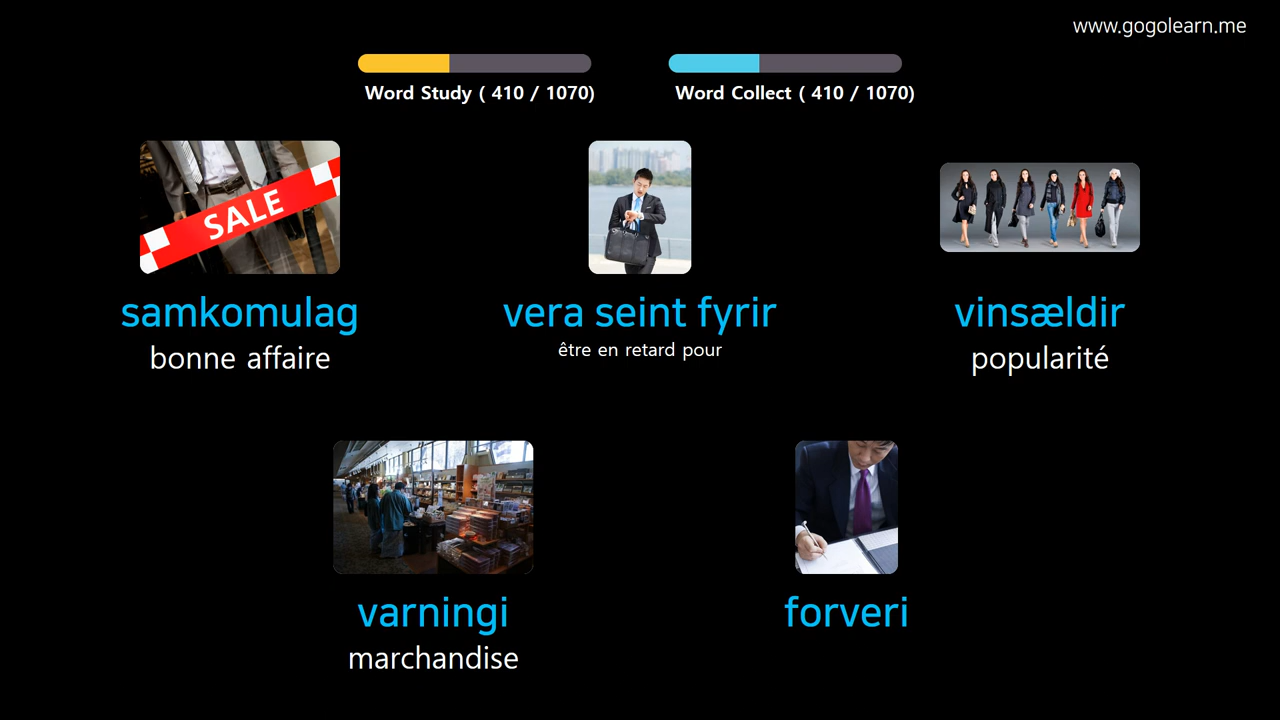 www.gogolearn.me
Word Study ( 410 / 1070)
Word Collect ( 410 / 1070)
SALE
samkomulag
bonne affaire
vera seint fyrir
être en retard pour
vinsældir
popularité
varningi
marchandise
forveri